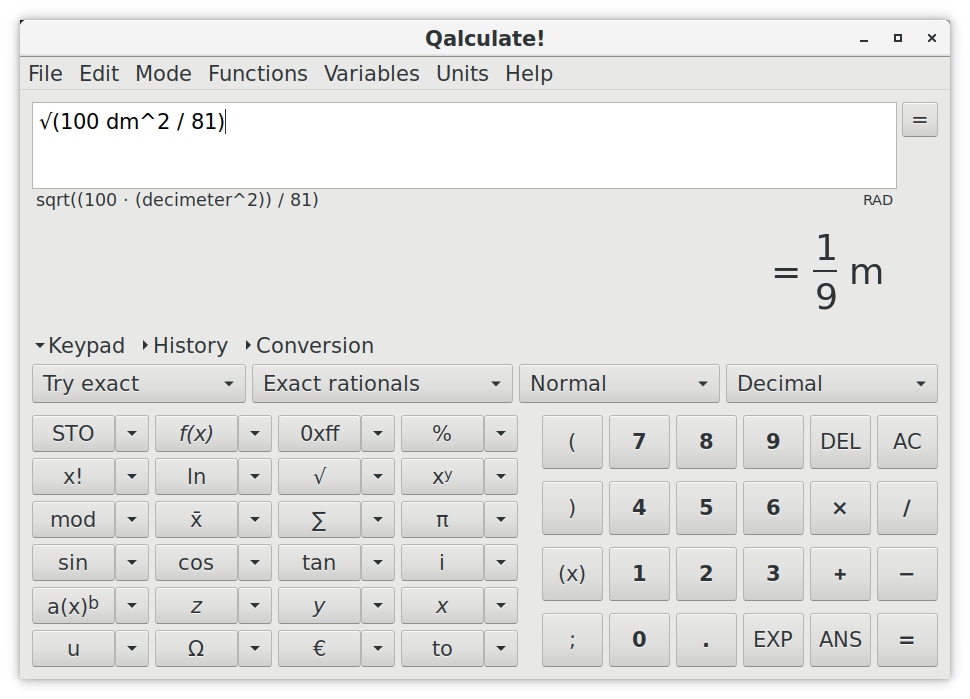 Qalculate!
File Edit Mode Functions Variables Units Help
√(100 dm^2 / 81)
=
sqrt((100 · (decimeter^2)) / 81)
RAD
= 1/9 m
Keypad History Conversion
Try exact Exact rationals Normal Decimal
STO f(x) 0xff % ( 7 8 9 DEL AC
x! ln √ xʸ
mod x̄ ∑ π ) 4 5 6 × /
sin cos tan i (x) 1 2 3 + −
a(x)ᵇ z y x
u Ω € to ; 0 . EXP ANS =